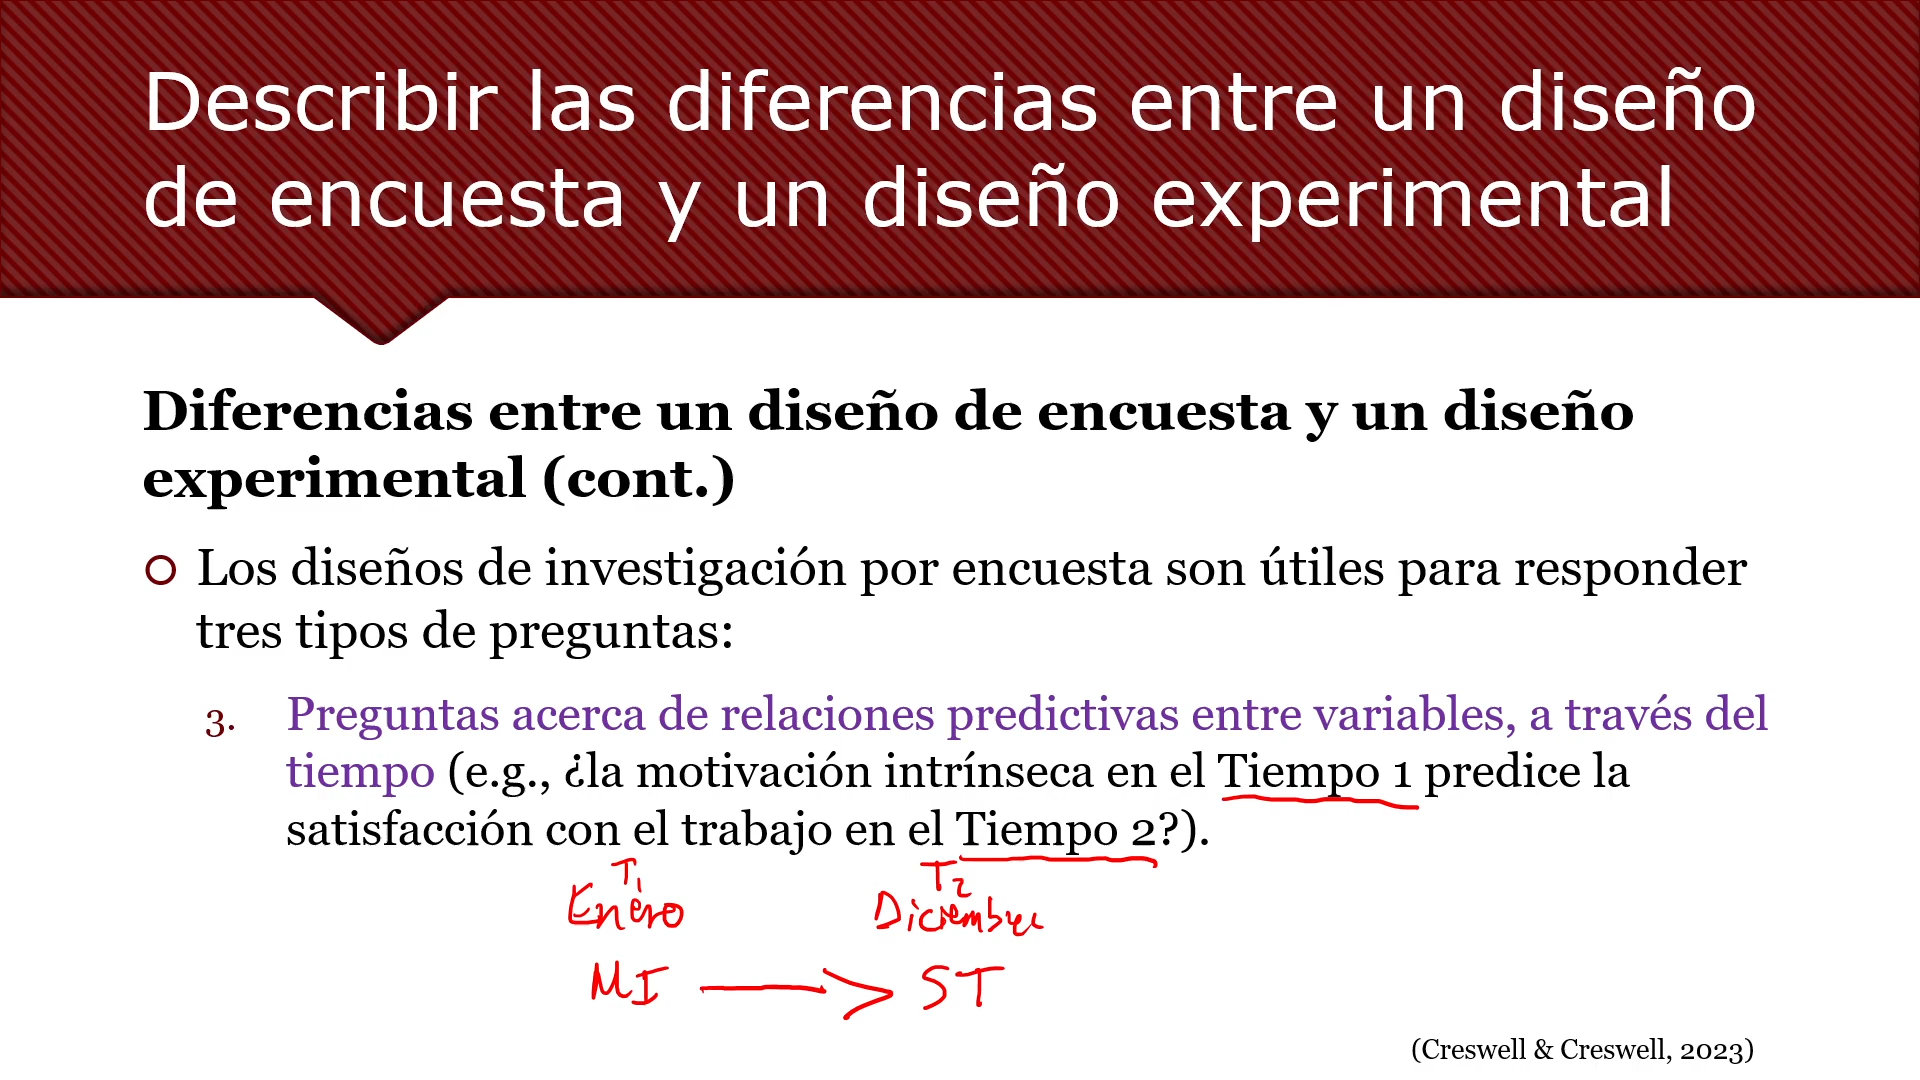 Describir las diferencias entre un diseño
de encuesta y un diseño experimental
Diferencias entre un diseño de encuesta y un diseño
experimental (cont.)
Los diseños de investigación por encuesta son útiles para responder
tres tipos de preguntas:
3. Preguntas acerca de relaciones predictivas entre variables, a través del
tiempo (e.g., ¿la motivación intrínseca en el Tiempo 1 predice la
satisfacción con el trabajo en el Tiempo 2?).
T1 T2
Enero Diciembre
MI ST
(Creswell & Creswell, 2023)